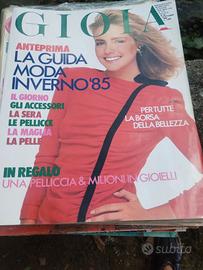 GIOIA
ANTEPRIMA
LA GUIDA
MODA
INVERNO'85
IL GIORNO
GLI ACCESSORI
LA SERA
LE PELLICCE
LA MAGLIA
LA PELLE
PER TUTTE
LA BORSA
DELLA BELLEZZA
IN REGALO
UNA PELLICCIA & MILIONI IN GIOIELLI
subito